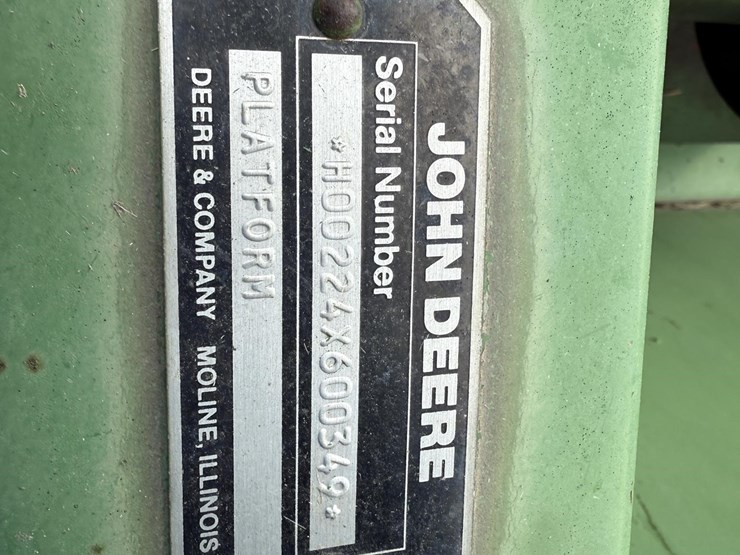 JOHN DEERE
Serial Number
*H00224X600349*
PLATFORM
DEERE & COMPANY MOLINE, ILLINOIS